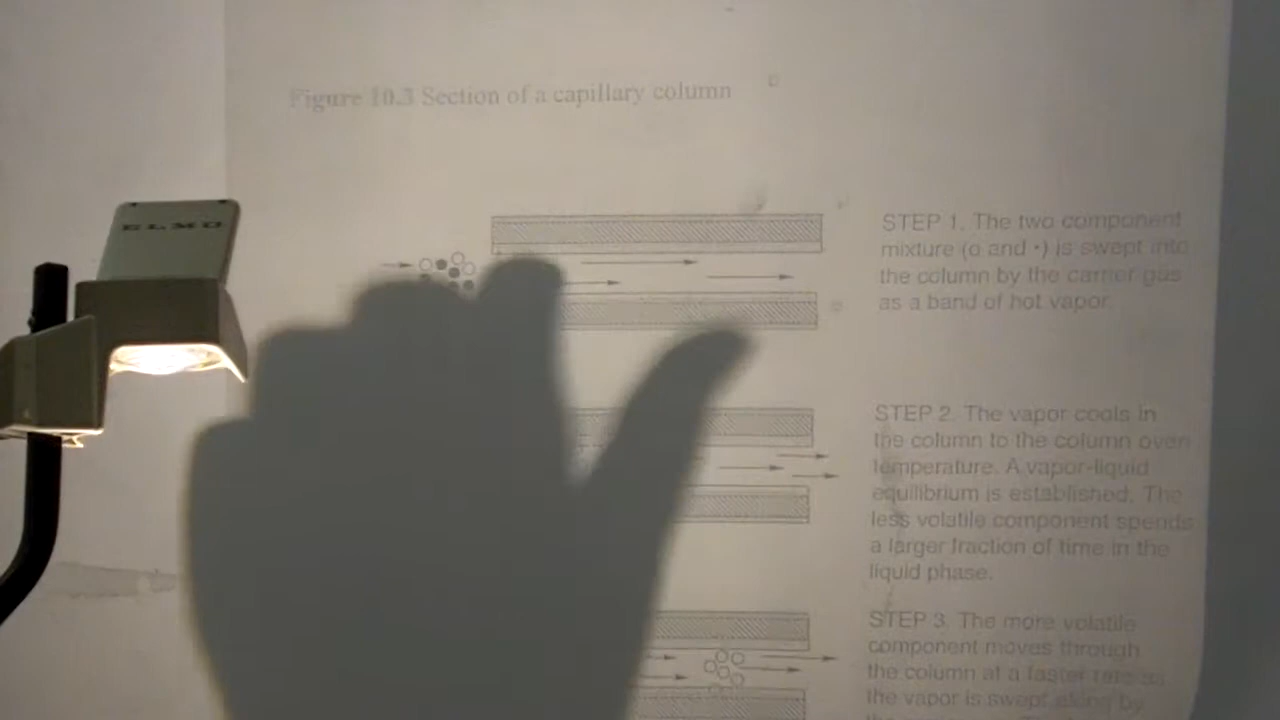 Figure 10.3 Section of a capillary column
ELMO
STEP 1. The two component
mixture (o and •) is swept into
the column by the carrier gas
as a band of hot vapor.
STEP 2. The vapor cools in
the column to the column oven
temperature. A vapor-liquid
equilibrium is established. The
less volatile component spends
a larger fraction of time in the
liquid phase.
STEP 3. The more volatile
component moves through
the column at a faster
the vapor is swept along by